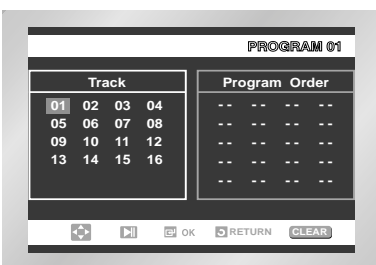 PROGRAM 01
Track
Program Order
01 02 03 04
-- -- -- --
05 06 07 08
-- -- -- --
09 10 11 12
-- -- -- --
13 14 15 16
-- -- -- --
-- -- -- --
OK RETURN CLEAR